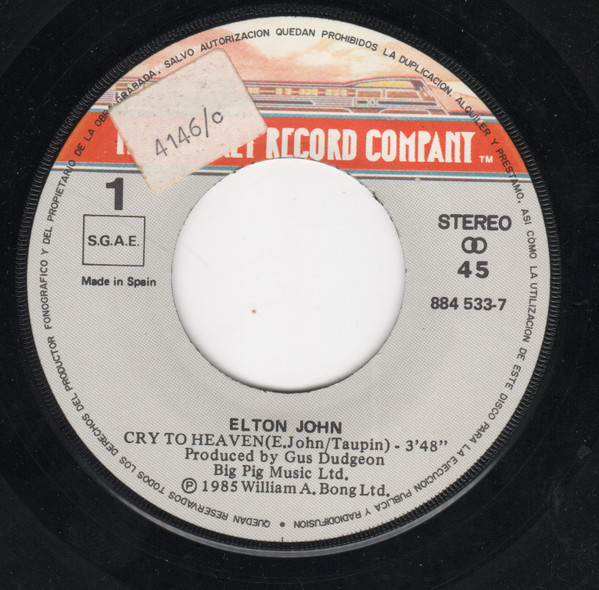 QUEDAN RESERVADOS TODOS LOS DERECHOS DEL PRODUCTOR FONOGRAFICO Y DEL PROPIETARIO DE LA OBRA GRABADA, SALVO AUTORIZACION QUEDAN PROHIBIDOS LA DUPLICACION, ALQUILER Y PRESTAMO, ASI COMO LA UTILIZACION DE ESTE DISCO PARA LA EJECUCION PUBLICA Y RADIODIFUSION •
4146/c
RECORD COMPANY ™
1
S.G.A.E.
Made in Spain
STEREO
45
884 533-7
ELTON JOHN
CRY TO HEAVEN(E.John/Taupin) - 3'48"
Produced by Gus Dudgeon
Big Pig Music Ltd.
Ⓟ 1985 William A. Bong Ltd.